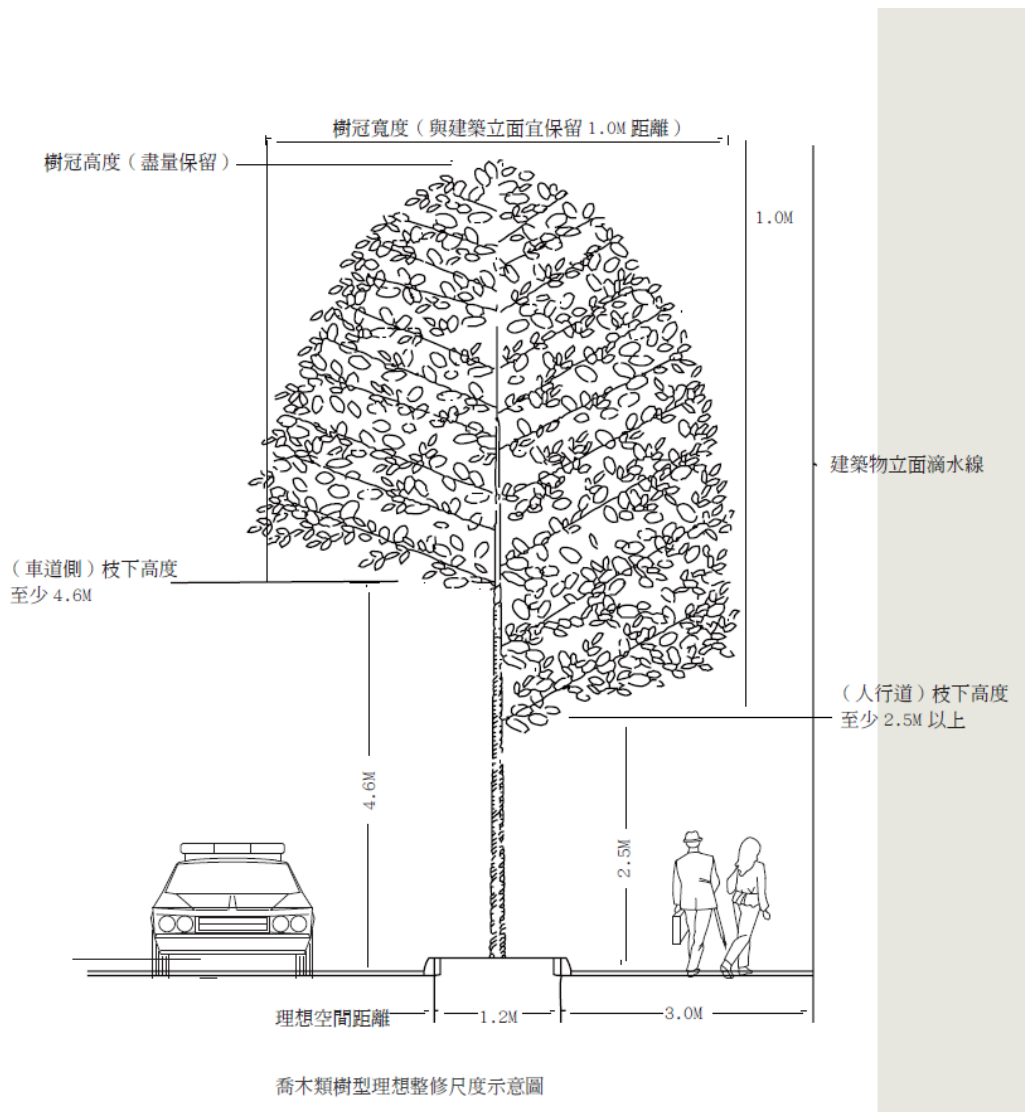 樹冠寬度（與建築立面宜保留 1.0M 距離）
樹冠高度（盡量保留）
1.0M
建築物立面滴水線
（車道側）枝下高度
至少 4.6M
（人行道）枝下高度
至少 2.5M 以上
4.6M
2.5M
理想空間距離
1.2M
3.0M
喬木類樹型理想整修尺度示意圖